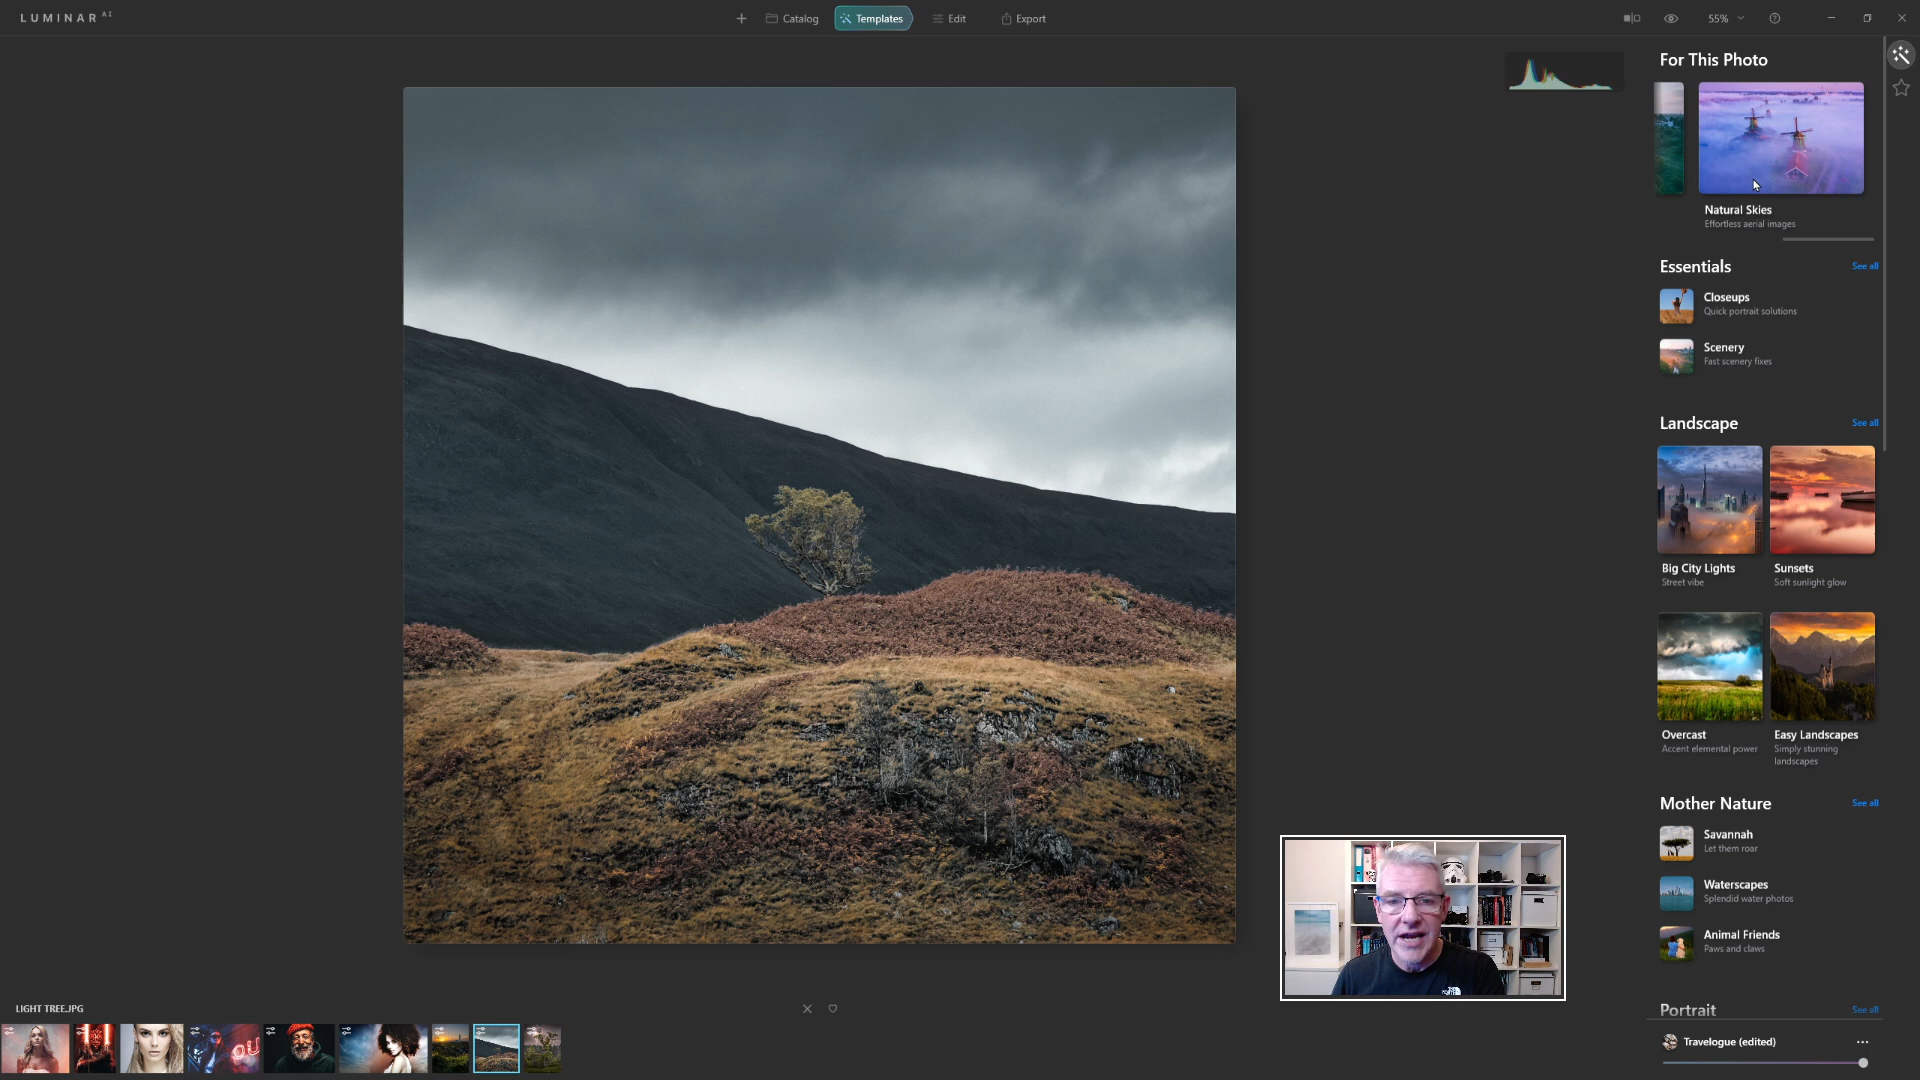 LUMINAR AI
Catalog
Templates
Edit
Export
55%
For This Photo
Natural Skies
Effortless aerial images
Essentials
See all
Closeups
Quick portrait solutions
Scenery
Fast scenery fixes
Landscape
See all
Big City Lights
Street vibe
Sunsets
Soft sunlight glow
Overcast
Accent elemental power
Easy Landscapes
Simply stunning
landscapes
Mother Nature
See all
Savannah
Let them roar
Waterscapes
Splendid water photos
Animal Friends
Paws and claws
Portrait
See all
LIGHT TREE.JPG
Travelogue (edited)